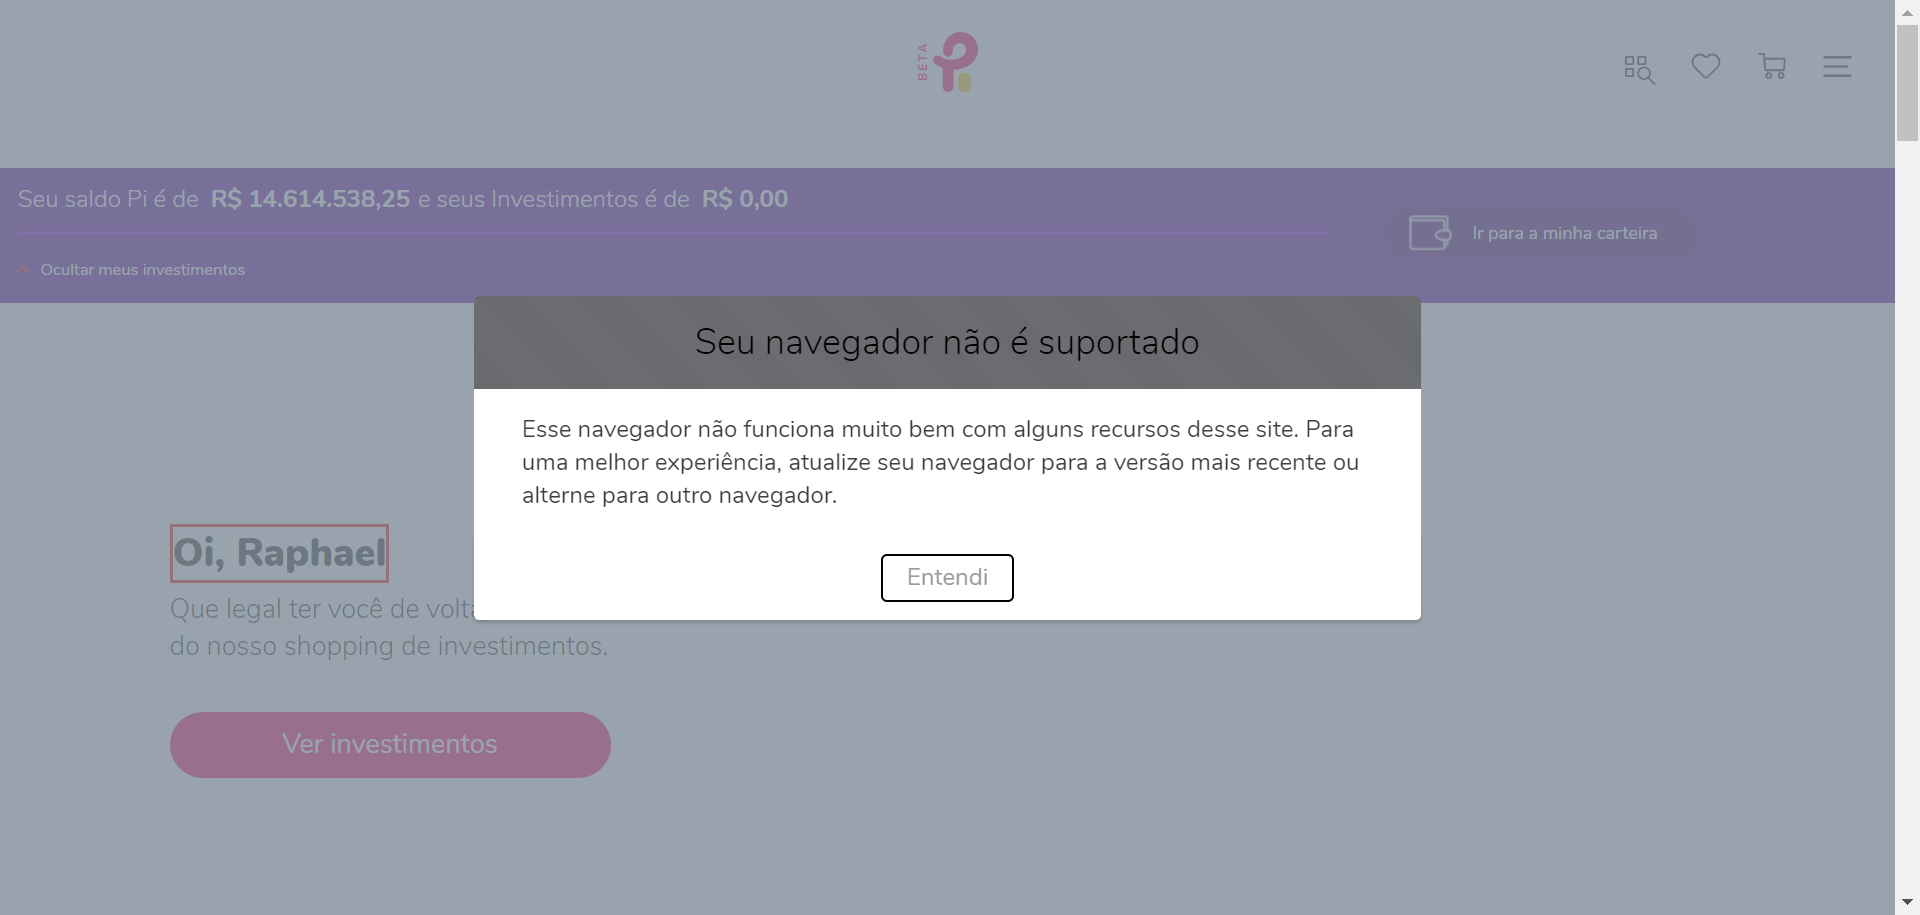 BETA
Seu saldo Pi é de R$ 14.614.538,25 e seus Investimentos é de R$ 0,00
Ir para a minha carteira
Ocultar meus investimentos
Seu navegador não é suportado
Esse navegador não funciona muito bem com alguns recursos desse site. Para
uma melhor experiência, atualize seu navegador para a versão mais recente ou
alterne para outro navegador.
Entendi
Oi, Raphael
Que legal ter você de volta
do nosso shopping de investimentos.
Ver investimentos